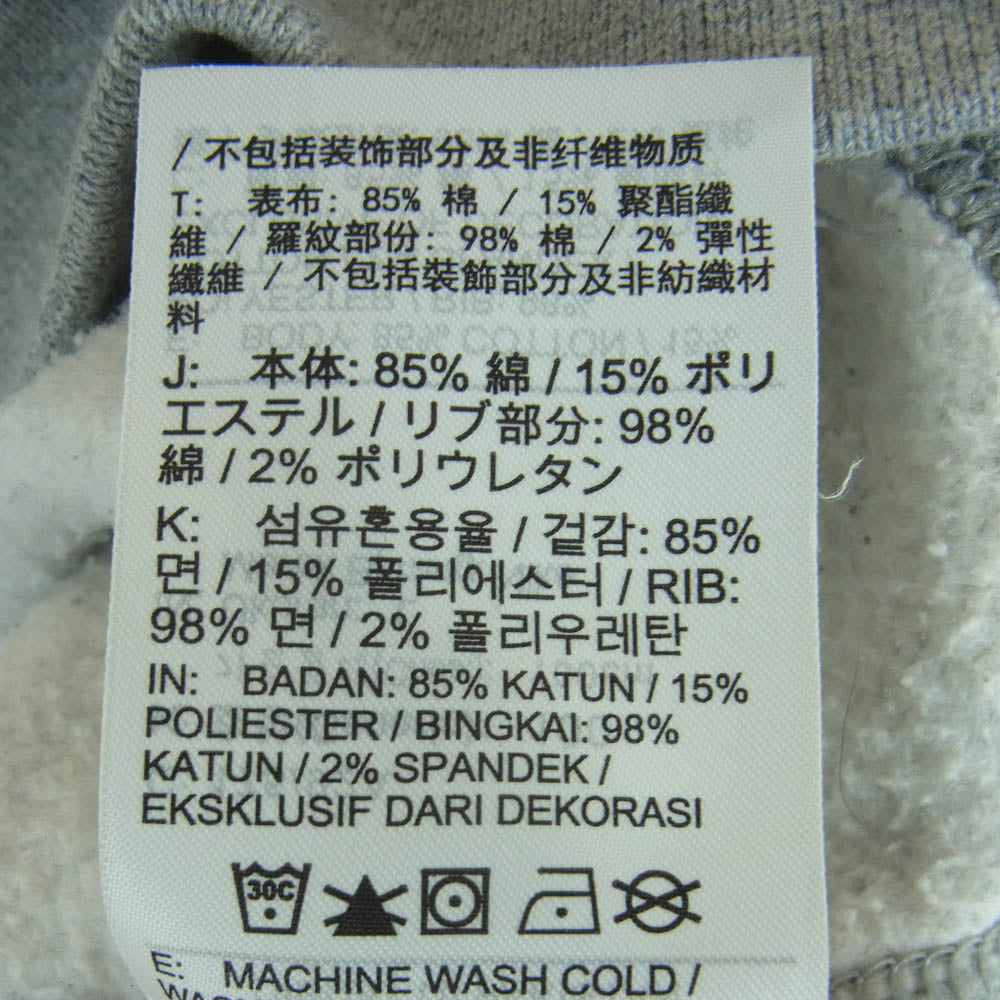 / 不包括装饰部分及非纤维物质
T: 表布: 85% 棉 / 15% 聚酯纖
維 / 羅紋部份: 98% 棉 / 2% 彈性
纖維 / 不包括裝飾部分及非紡織材
料
J: 本体: 85% 綿 / 15% ポリ
エステル / リブ部分: 98%
綿 / 2% ポリウレタン
K: 섬유혼용율 / 겉감: 85%
면 / 15% 폴리에스터 / RIB:
98% 면 / 2% 폴리우레탄
IN: BADAN: 85% KATUN / 15%
POLIESTER / BINGKAI: 98%
KATUN / 2% SPANDEK /
EKSKLUSIF DARI DEKORASI
30C
E: MACHINE WASH COLD /